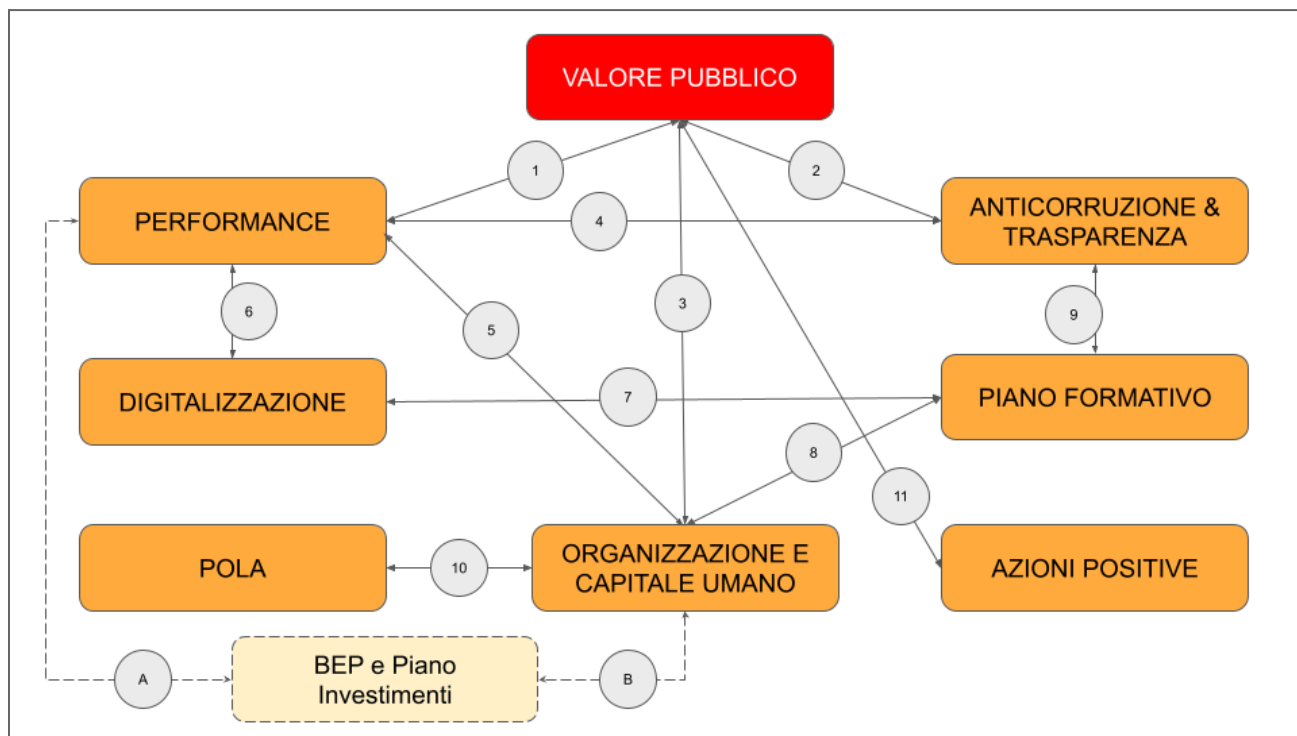 VALORE PUBBLICO
1
2
PERFORMANCE
4
ANTICORRUZIONE &
TRASPARENZA
3
6
5
9
DIGITALIZZAZIONE
7
PIANO FORMATIVO
8
11
POLA
10
ORGANIZZAZIONE E
CAPITALE UMANO
AZIONI POSITIVE
A
BEP e Piano
Investimenti
B